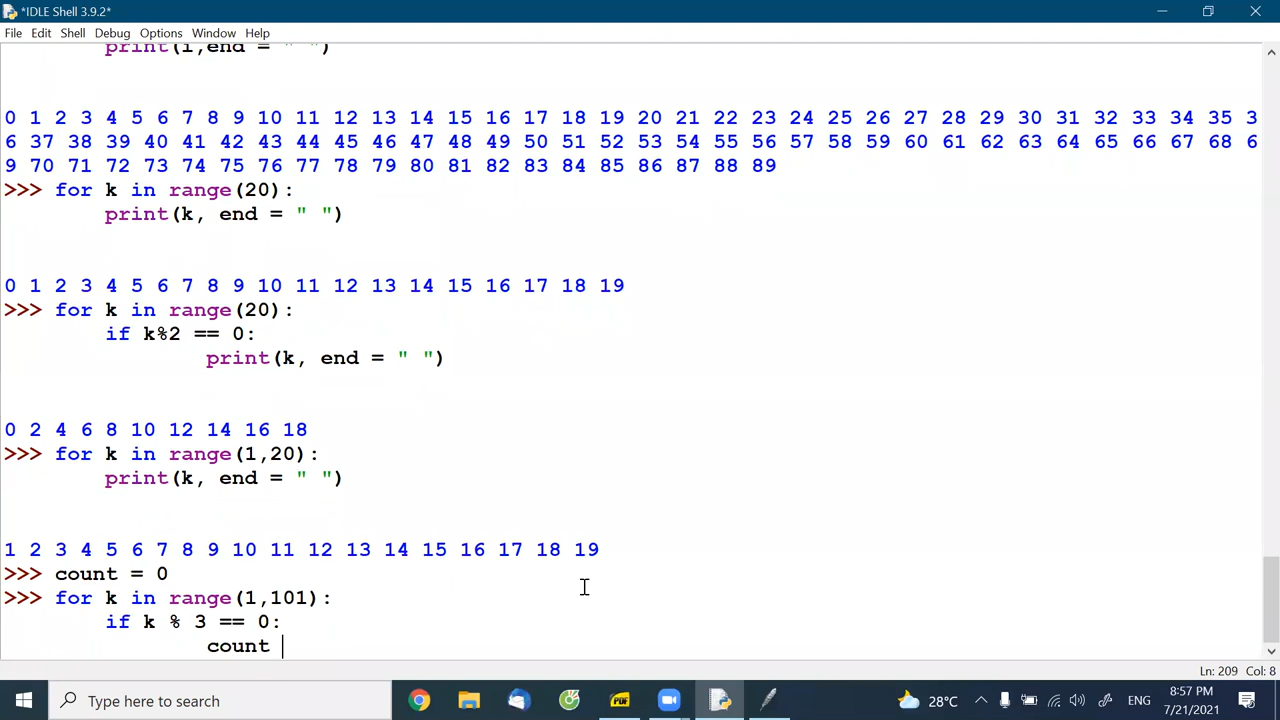 *IDLE Shell 3.9.2*
File Edit Shell Debug Options Window Help
print(i,end = " ")
0 1 2 3 4 5 6 7 8 9 10 11 12 13 14 15 16 17 18 19 20 21 22 23 24 25 26 27 28 29 30 31 32 33 34 35 3
6 37 38 39 40 41 42 43 44 45 46 47 48 49 50 51 52 53 54 55 56 57 58 59 60 61 62 63 64 65 66 67 68 6
9 70 71 72 73 74 75 76 77 78 79 80 81 82 83 84 85 86 87 88 89
>>> for k in range(20):
print(k, end = " ")
0 1 2 3 4 5 6 7 8 9 10 11 12 13 14 15 16 17 18 19
>>> for k in range(20):
if k%2 == 0:
print(k, end = " ")
0 2 4 6 8 10 12 14 16 18
>>> for k in range(1,20):
print(k, end = " ")
1 2 3 4 5 6 7 8 9 10 11 12 13 14 15 16 17 18 19
>>> count = 0
>>> for k in range(1,101):
if k % 3 == 0:
count
Ln: 209 Col: 8
Type here to search
PDF
28°C
ENG
8:57 PM
7/21/2021